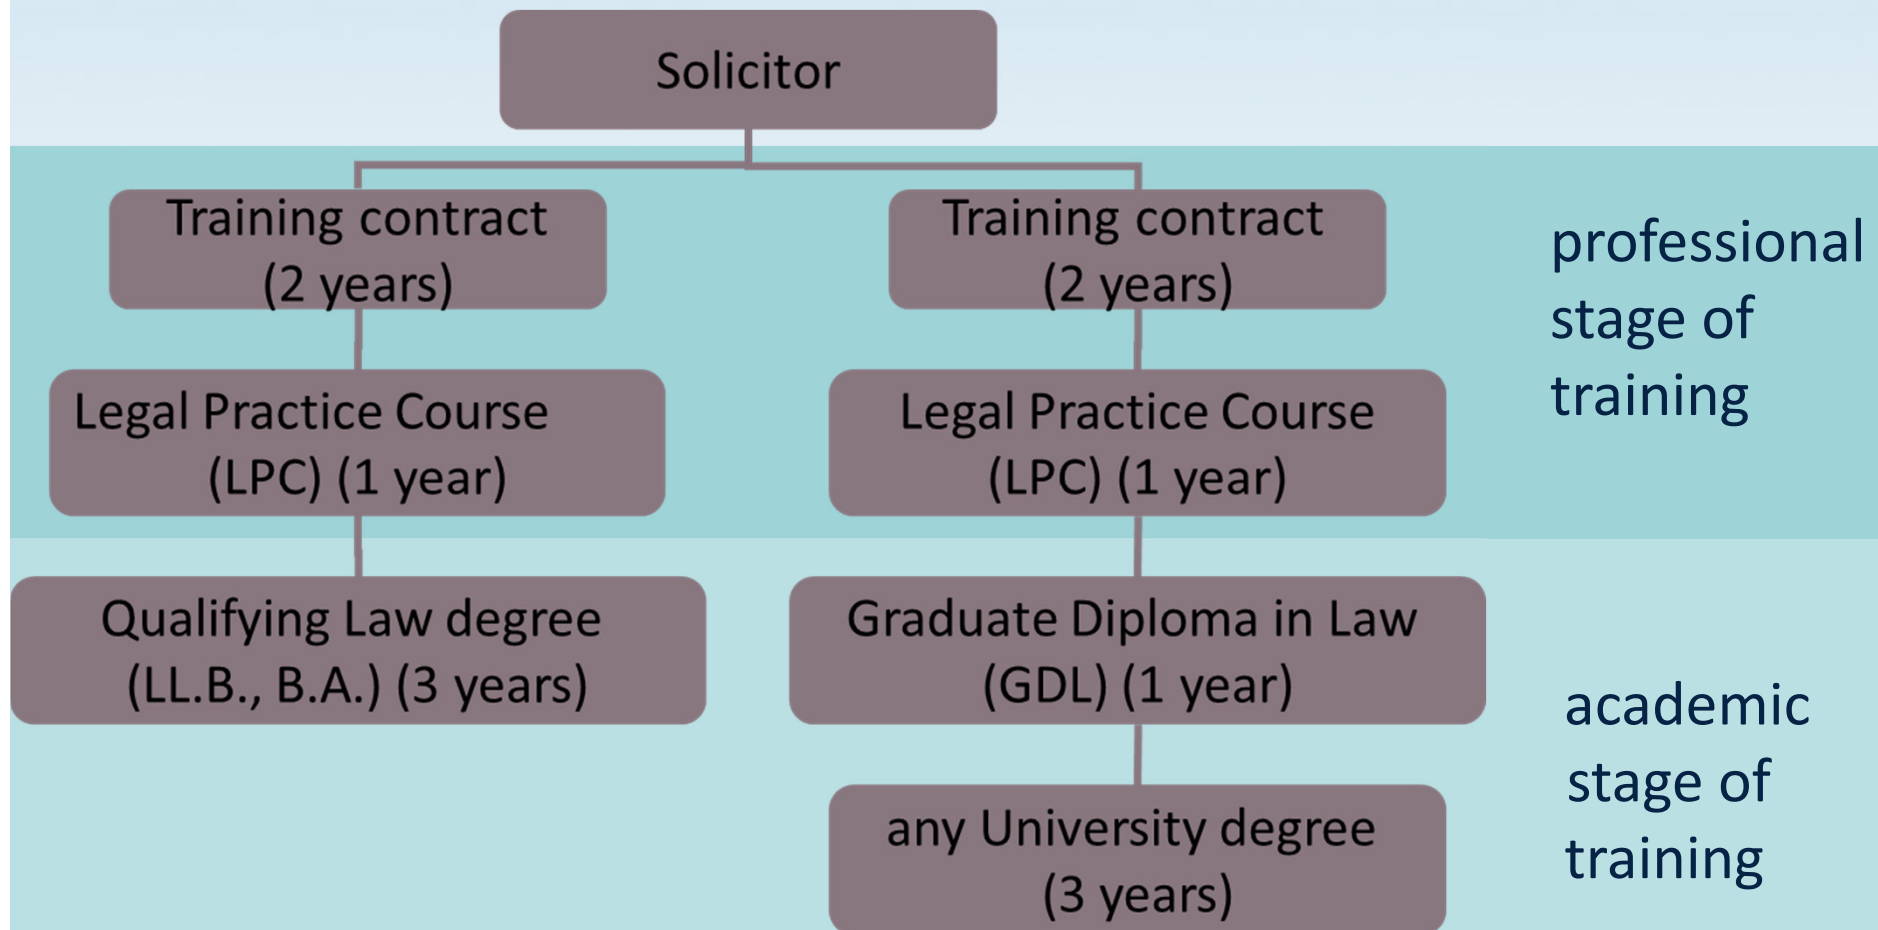 Solicitor
Training contract
(2 years)
Training contract
(2 years)
professional
stage of
training
Legal Practice Course
(LPC) (1 year)
Legal Practice Course
(LPC) (1 year)
Qualifying Law degree
(LL.B., B.A.) (3 years)
Graduate Diploma in Law
(GDL) (1 year)
academic
stage of
training
any University degree
(3 years)